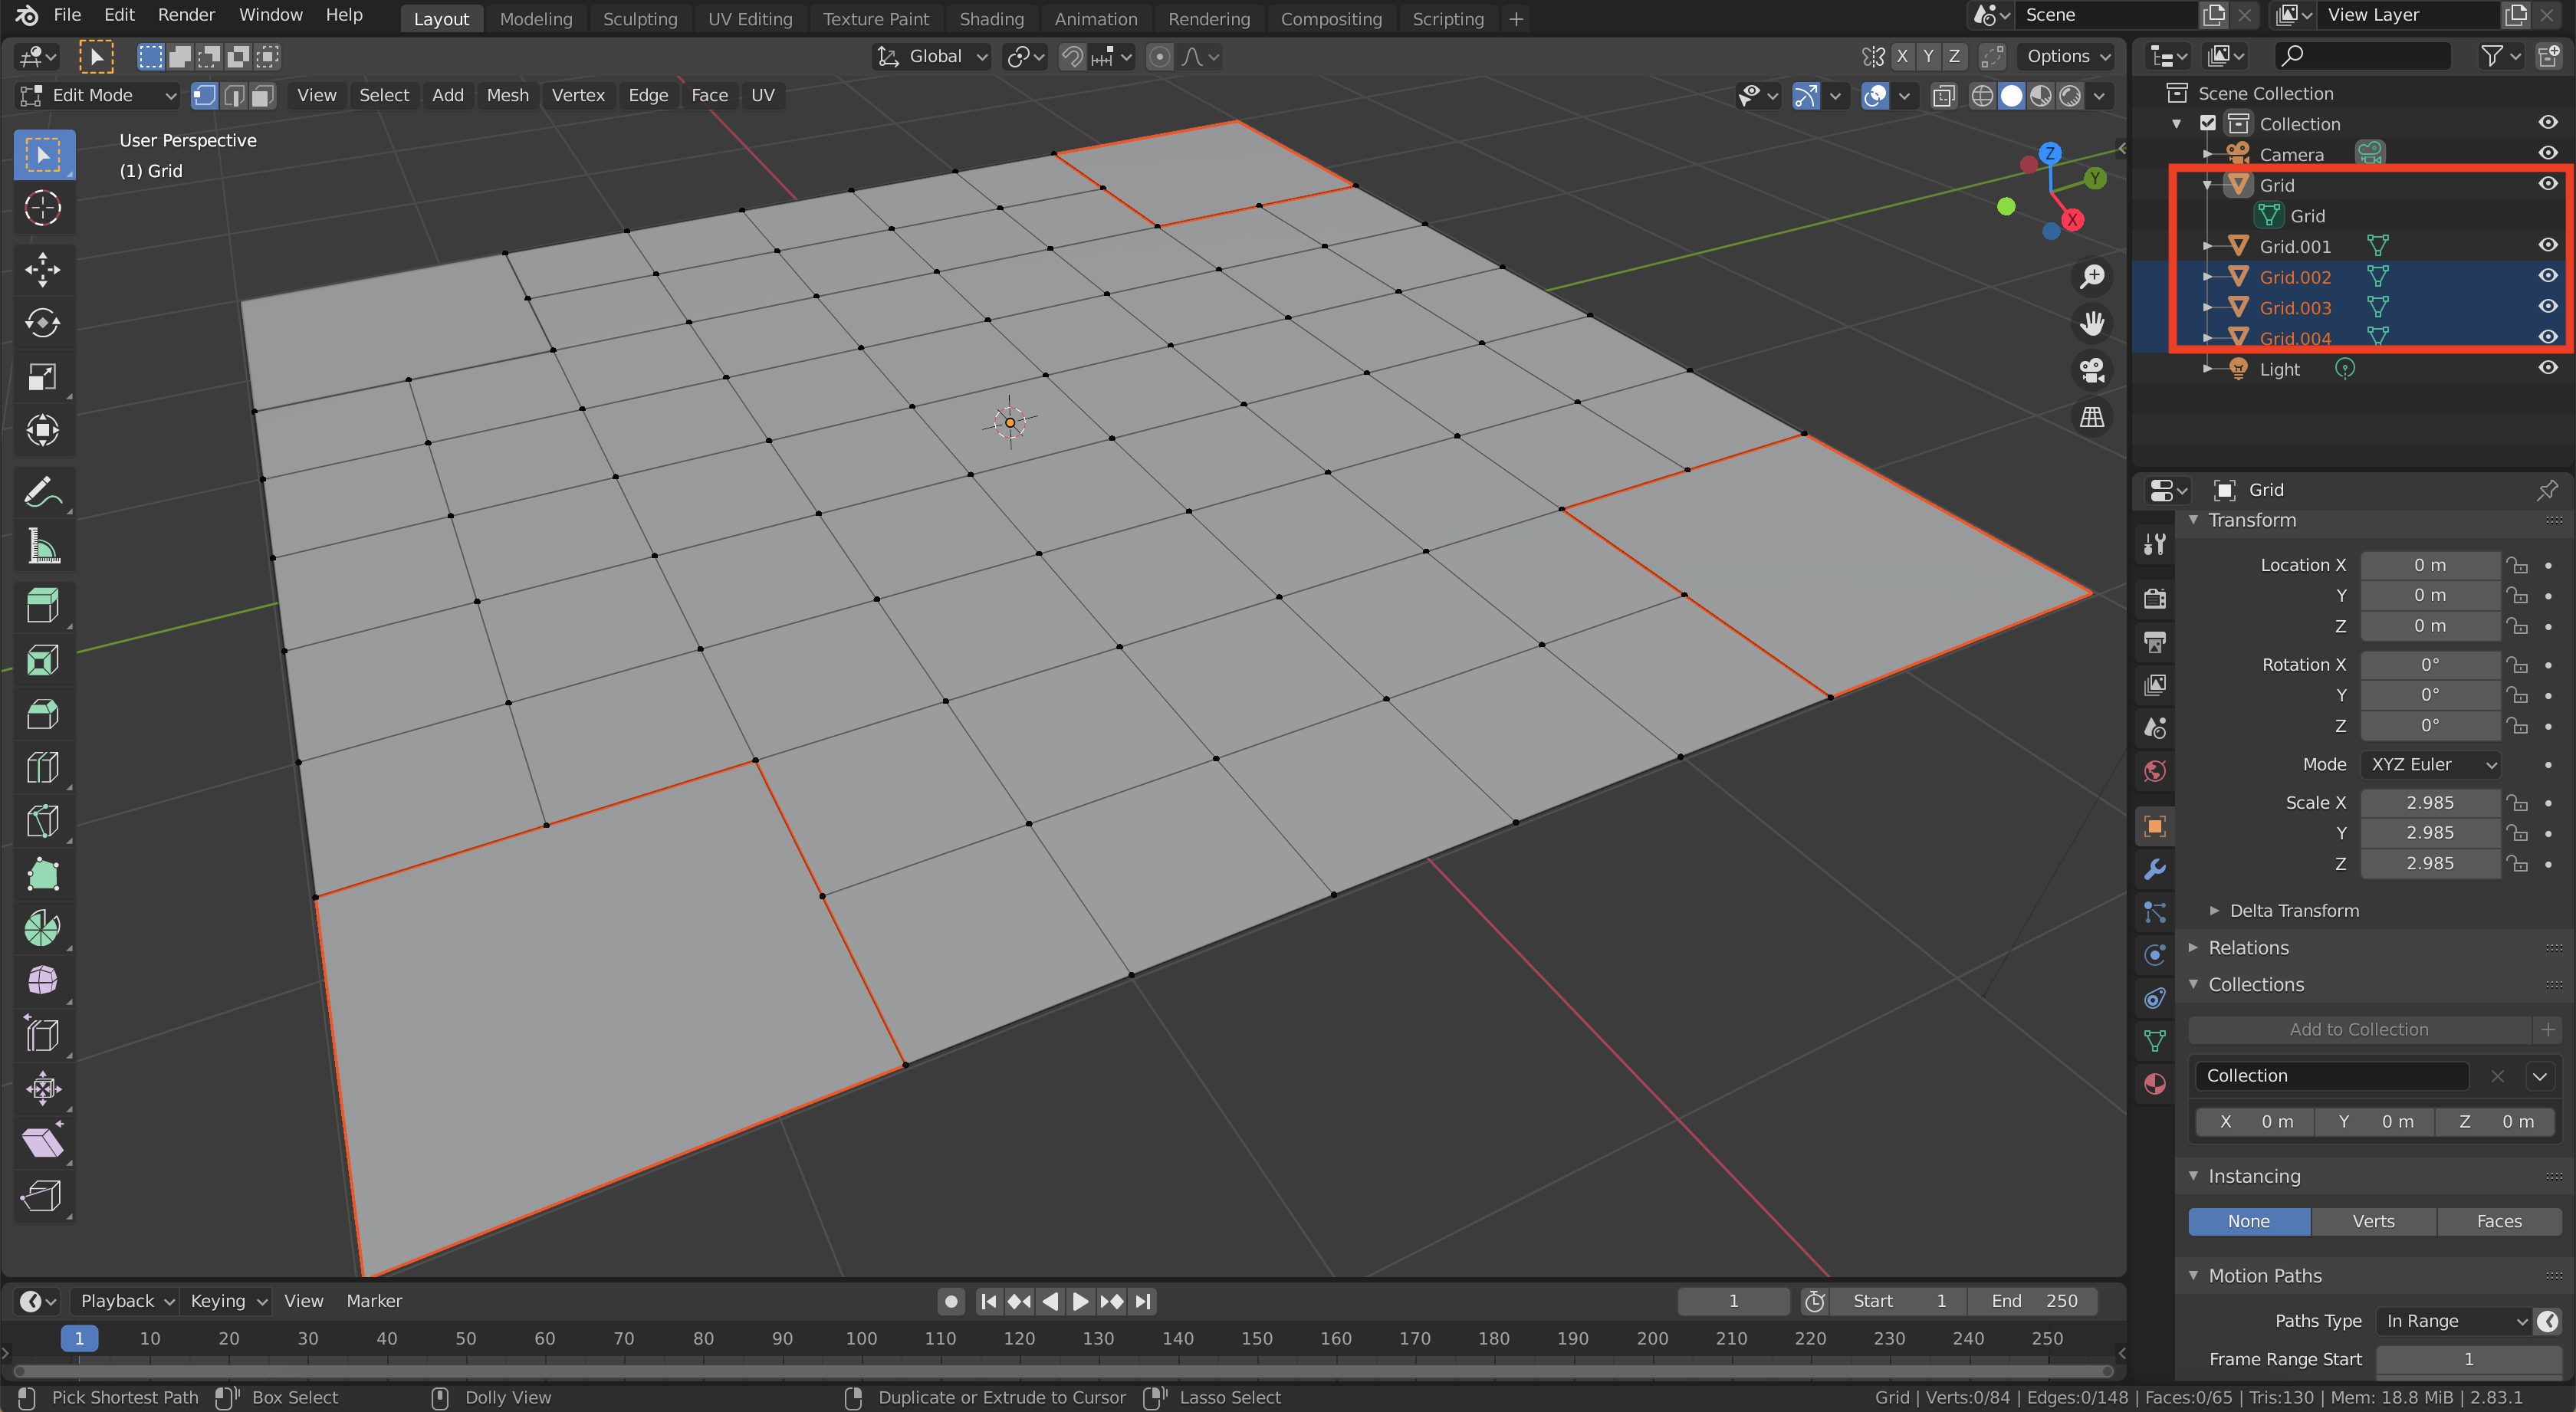 File Edit Render Window Help Layout Modeling Sculpting UV Editing Texture Paint Shading Animation Rendering Compositing Scripting + Scene View Layer
Global X Y Z Options
Edit Mode View Select Add Mesh Vertex Edge Face UV
User Perspective
(1) Grid
Z
Y
X
Scene Collection
Collection
Camera
Grid
Grid
Grid.001
Grid.002
Grid.003
Grid.004
Light
Grid
Transform
Location X 0 m
Y 0 m
Z 0 m
Rotation X 0°
Y 0°
Z 0°
Mode XYZ Euler
Scale X 2.985
Y 2.985
Z 2.985
Delta Transform
Relations
Collections
Add to Collection +
Collection
X 0 m Y 0 m Z 0 m
Instancing
None Verts Faces
Motion Paths
Paths Type In Range
Frame Range Start 1
Playback Keying View Marker 1 Start 1 End 250
1 10 20 30 40 50 60 70 80 90 100 110 120 130 140 150 160 170 180 190 200 210 220 230 240 250
Pick Shortest Path Box Select Dolly View Duplicate or Extrude to Cursor Lasso Select Grid | Verts:0/84 | Edges:0/148 | Faces:0/65 | Tris:130 | Mem: 18.8 MiB | 2.83.1